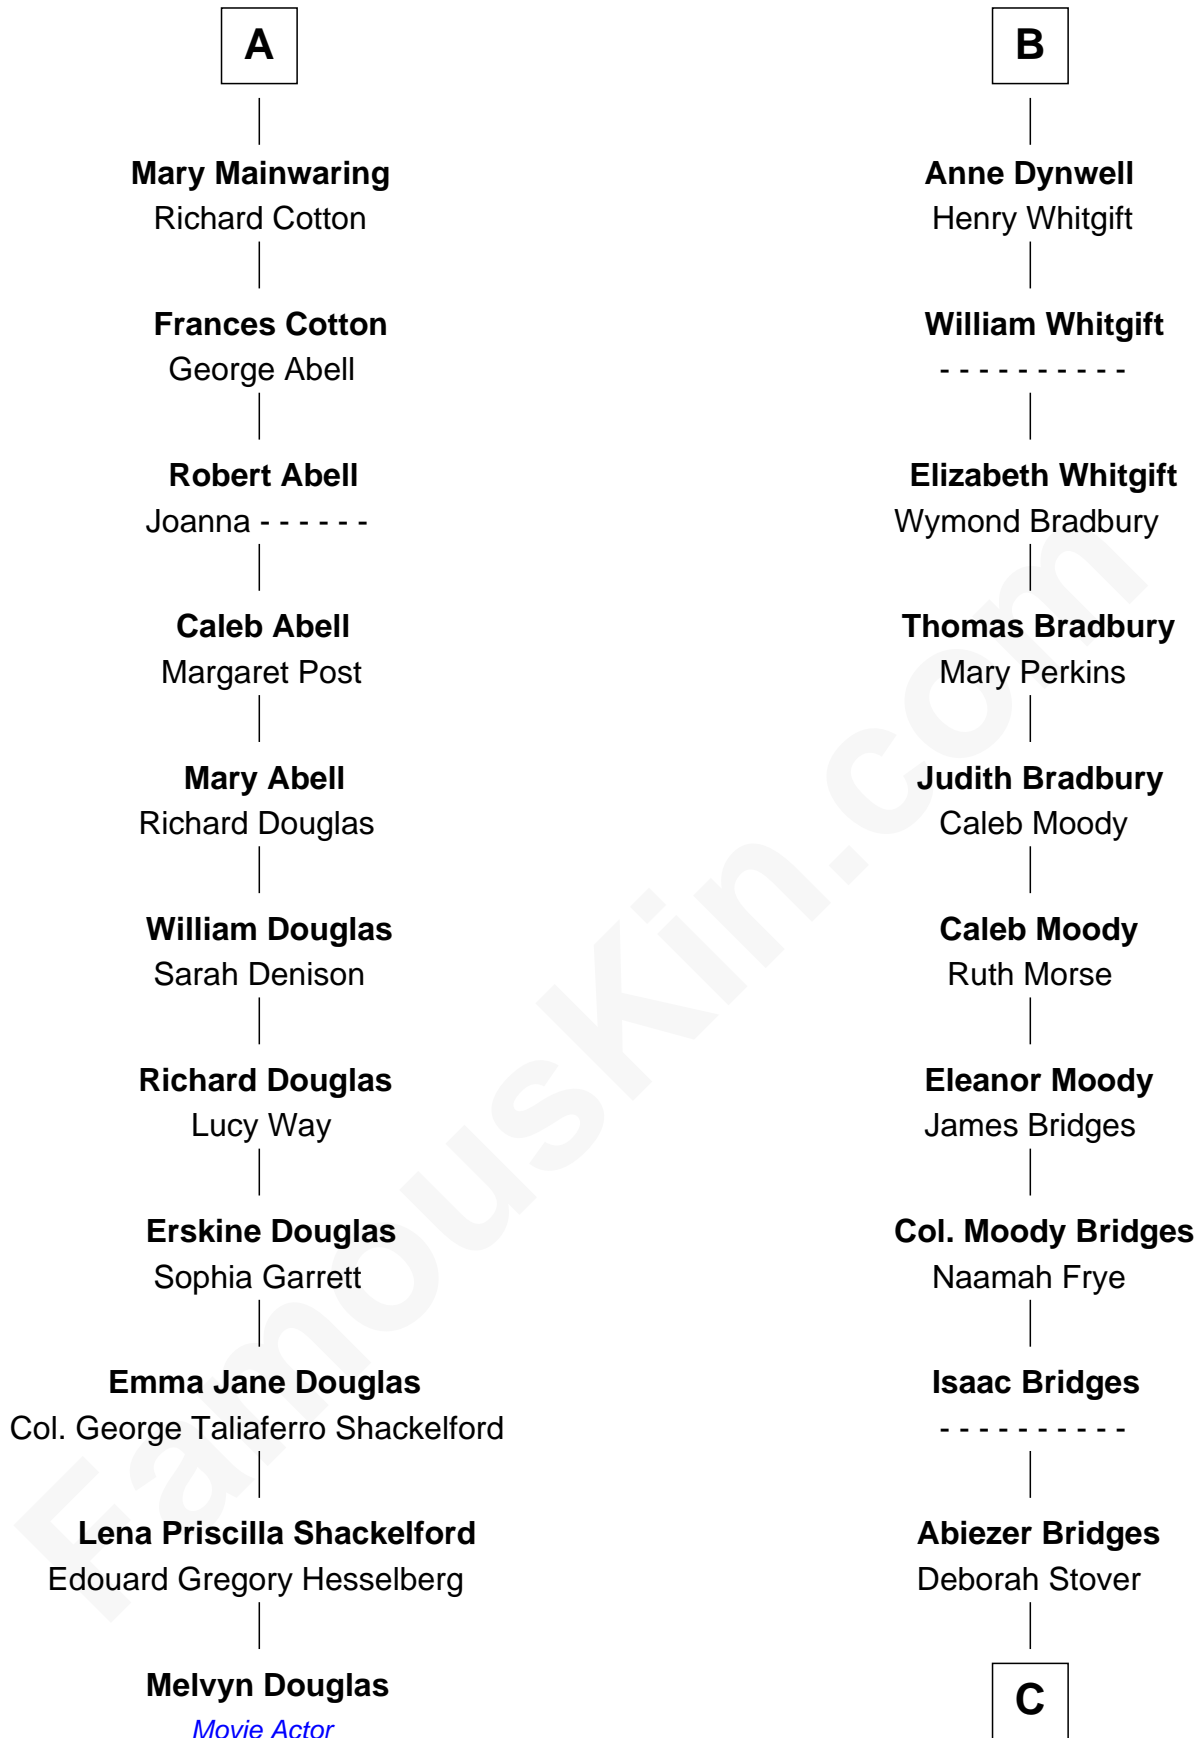 A
Mary Mainwaring
Richard Cotton
Frances Cotton
George Abell
Robert Abell
Joanna - - - - - -
Caleb Abell
Margaret Post
Mary Abell
Richard Douglas
William Douglas
Sarah Denison
Richard Douglas
Lucy Way
Erskine Douglas
Sophia Garrett
Emma Jane Douglas
Col. George Taliaferro Shackelford
Lena Priscilla Shackelford
Edouard Gregory Hesselberg
Melvyn Douglas
Movie Actor
B
Anne Dynwell
Henry Whitgift
William Whitgift
- - - - - - - - - -
Elizabeth Whitgift
Wymond Bradbury
Thomas Bradbury
Mary Perkins
Judith Bradbury
Caleb Moody
Caleb Moody
Ruth Morse
Eleanor Moody
James Bridges
Col. Moody Bridges
Naamah Frye
Isaac Bridges
- - - - - - - - - -
Abiezer Bridges
Deborah Stover
C
FamousKin.com